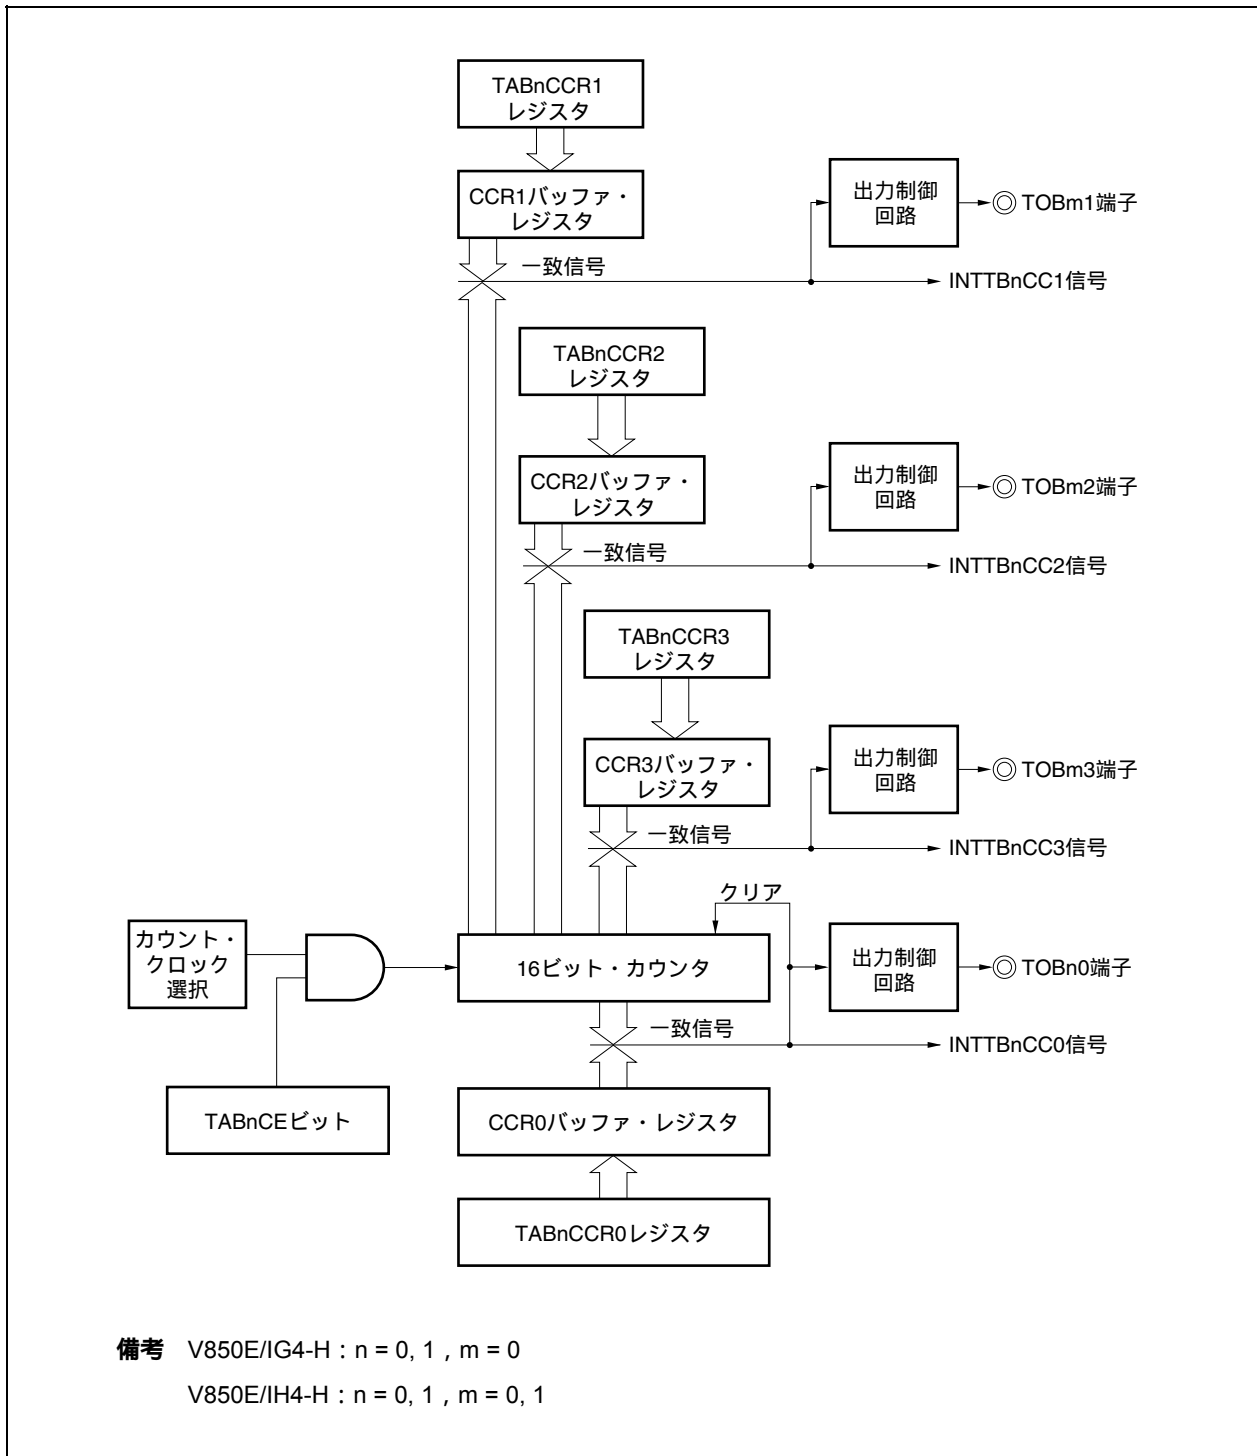 TABnCCR1
レジスタ
CCR1バッファ・
レジスタ
一致信号
出力制御
回路
TOBm1端子
INTTBnCC1信号
TABnCCR2
レジスタ
CCR2バッファ・
レジスタ
一致信号
出力制御
回路
TOBm2端子
INTTBnCC2信号
TABnCCR3
レジスタ
CCR3バッファ・
レジスタ
一致信号
出力制御
回路
TOBm3端子
INTTBnCC3信号
クリア
カウント・
クロック
選択
16ビット・カウンタ
出力制御
回路
TOBn0端子
一致信号
INTTBnCC0信号
TABnCEビット
CCR0バッファ・レジスタ
TABnCCR0レジスタ
備考 V850E/IG4-H：n = 0, 1，m = 0
V850E/IH4-H：n = 0, 1，m = 0, 1